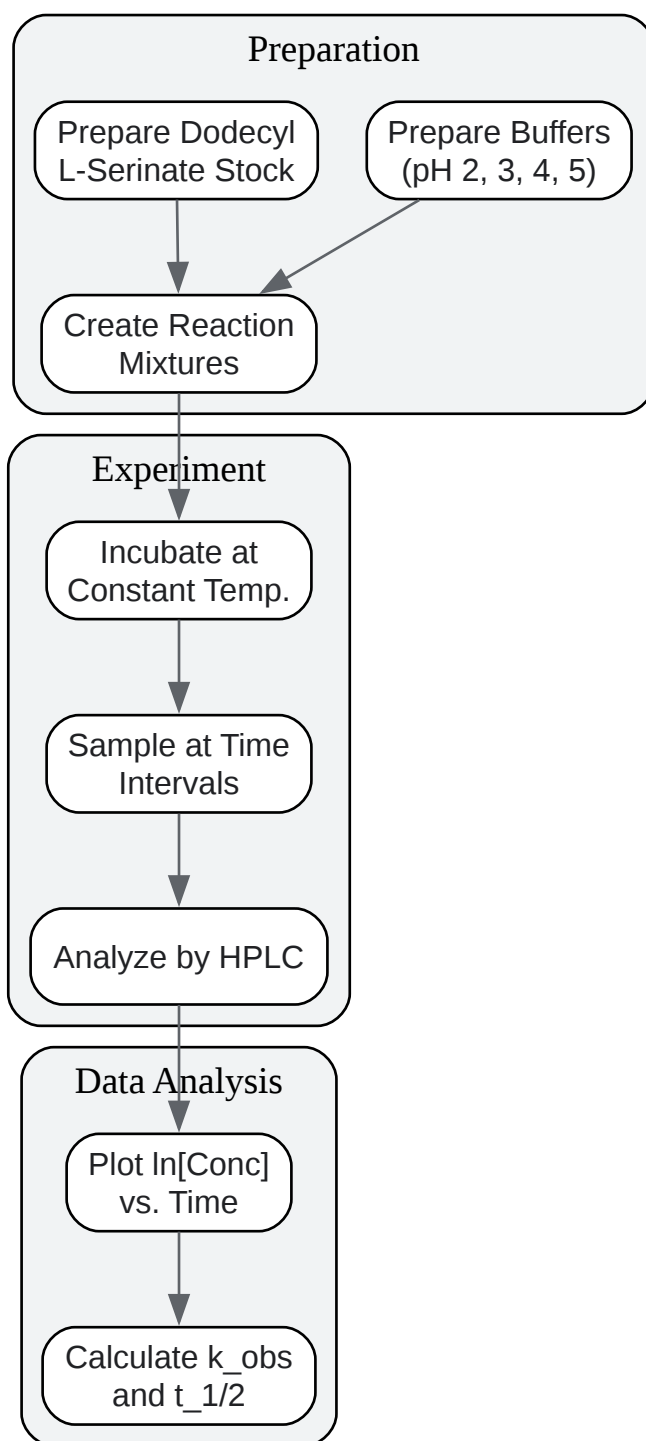 Preparation
Prepare Dodecyl
L-Serinate Stock
Prepare Buffers
(pH 2, 3, 4, 5)
Create Reaction
Mixtures
Experiment
Incubate at
Constant Temp.
Sample at Time
Intervals
Analyze by HPLC
Data Analysis
Plot ln[Conc]
vs. Time
Calculate k_obs
and t_1/2